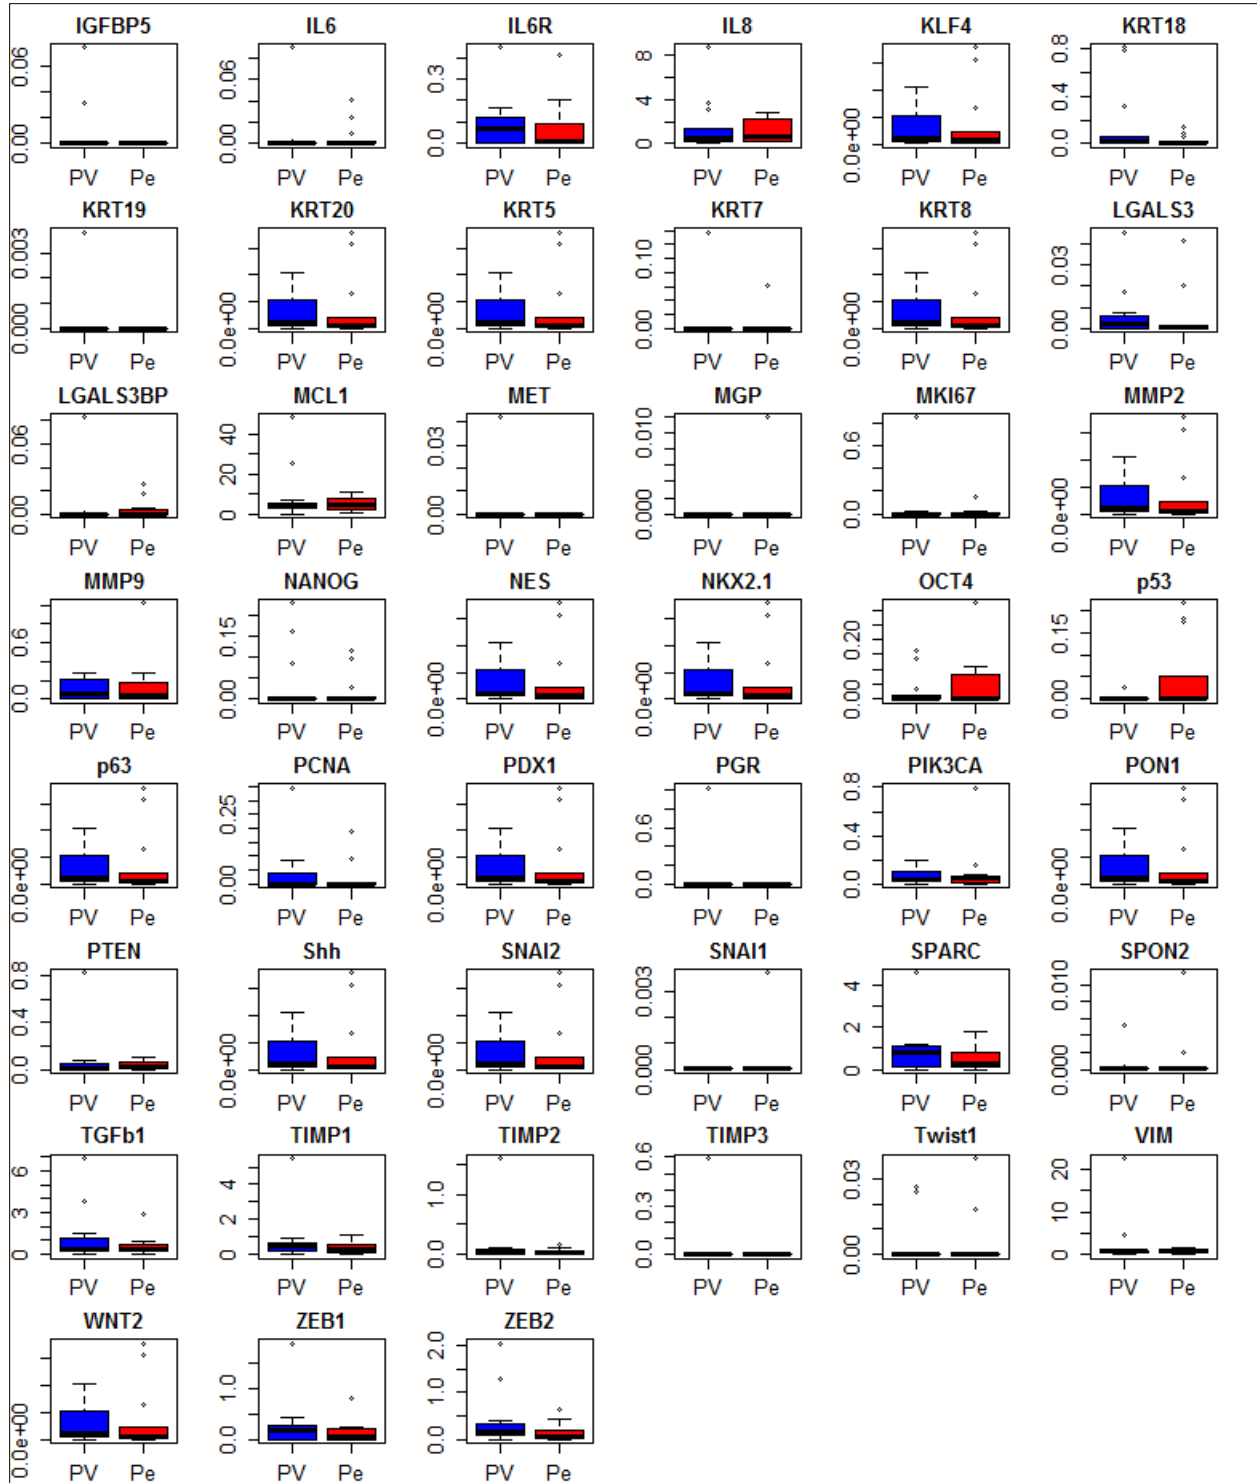 IGFBP5 IL6 IL6R IL8 KLF4 KRT18
0.06 0.00
0.06 0.00
0.3 0.0
8 4 0
0.0e+00
0.8 0.4 0.0
PV Pe PV Pe PV Pe PV Pe PV Pe PV Pe
KRT19 KRT20 KRT5 KRT7 KRT8 LGALS3
0.003 0.000
0.0e+00
0.0e+00
0.10 0.00
0.0e+00
0.03 0.00
PV Pe PV Pe PV Pe PV Pe PV Pe PV Pe
LGALS3BP MCL1 MET MGP MKI67 MMP2
0.06 0.00
40 20 0
0.03 0.00
0.010 0.000
0.6 0.0
0.0e+00
PV Pe PV Pe PV Pe PV Pe PV Pe PV Pe
MMP9 NANOG NES NKX2.1 OCT4 p53
0.6 0.0
0.15 0.00
0.0e+00
0.0e+00
0.20 0.00
0.15 0.00
PV Pe PV Pe PV Pe PV Pe PV Pe PV Pe
p63 PCNA PDX1 PGR PIK3CA PON1
0.0e+00
0.25 0.00
0.0e+00
0.6 0.0
0.8 0.4 0.0
0.0e+00
PV Pe PV Pe PV Pe PV Pe PV Pe PV Pe
PTEN Shh SNAI2 SNAI1 SPARC SPON2
0.8 0.4 0.0
0.0e+00
0.0e+00
0.003 0.000
4 2 0
0.010 0.000
PV Pe PV Pe PV Pe PV Pe PV Pe PV Pe
TGFb1 TIMP1 TIMP2 TIMP3 Twist1 VIM
6 3 0
4 2 0
1.0 0.0
0.6 0.3 0.0
0.03 0.00
20 10 0
PV Pe PV Pe PV Pe PV Pe PV Pe PV Pe
WNT2 ZEB1 ZEB2
0.0e+00
1.0 0.0
2.0 1.0 0.0
PV Pe PV Pe PV Pe